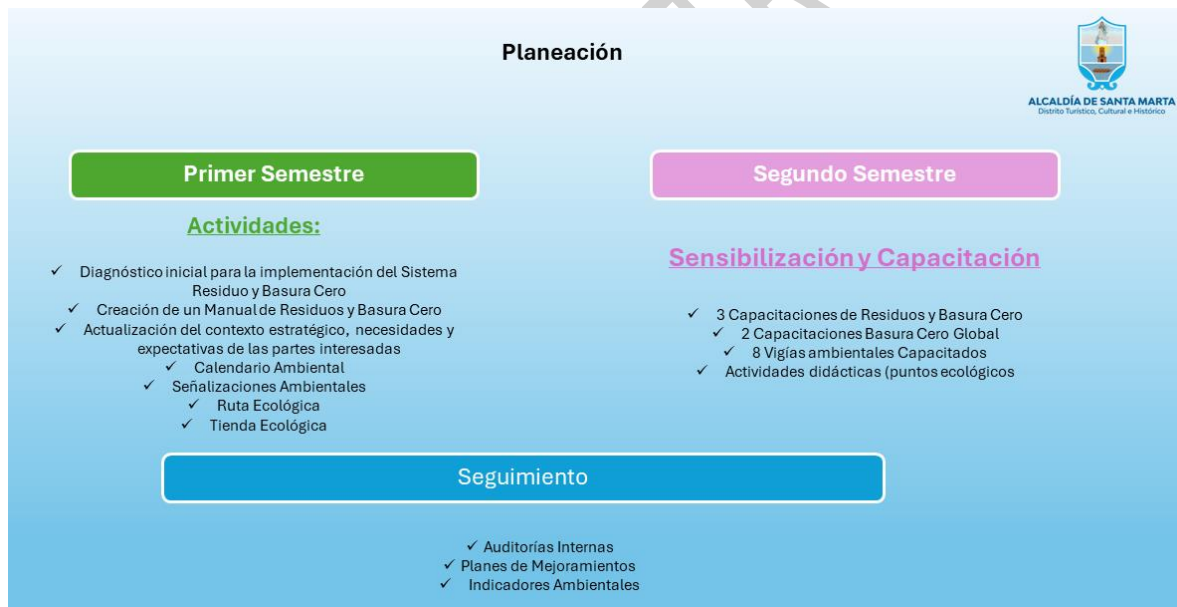 Planeación
ALCALDÍA DE SANTA MARTA
Distrito Turístico, Cultural e Histórico
Primer Semestre
Actividades:
✓ Diagnóstico inicial para la implementación del Sistema
Residuo y Basura Cero
✓ Creación de un Manual de Residuos y Basura Cero
✓ Actualización del contexto estratégico, necesidades y
expectativas de las partes interesadas
✓ Calendario Ambiental
✓ Señalizaciones Ambientales
✓ Ruta Ecológica
✓ Tienda Ecológica
Segundo Semestre
Sensibilización y Capacitación
✓ 3 Capacitaciones de Residuos y Basura Cero
✓ 2 Capacitaciones Basura Cero Global
✓ 8 Vigías ambientales Capacitados
✓ Actividades didácticas (puntos ecológicos
Seguimiento
✓ Auditorías Internas
✓ Planes de Mejoramientos
✓ Indicadores Ambientales